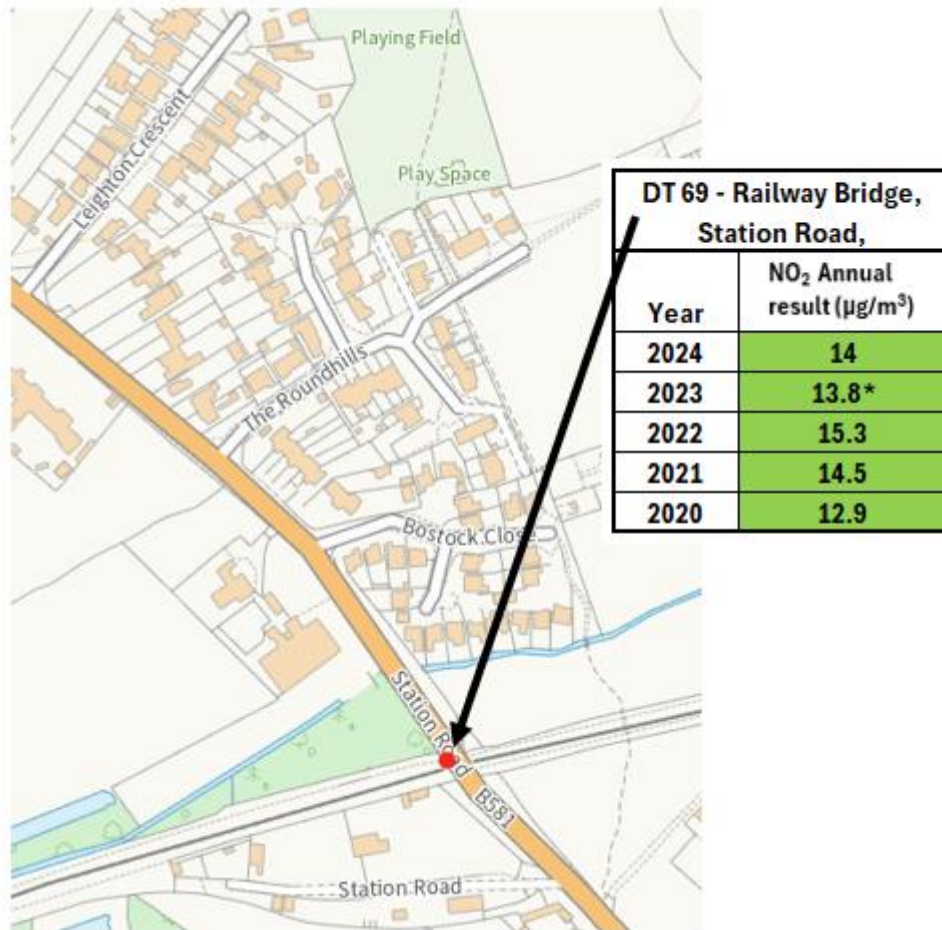 Playing Field
Leighton Crescent
Play Space
The Roundhills
Bostock Close
Station Road
B581
Station Road
DT 69 - Railway Bridge,
Station Road,
Year NO₂ Annual
result (µg/m³)
2024 14
2023 13.8*
2022 15.3
2021 14.5
2020 12.9